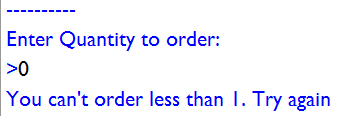 ----------
Enter Quantity to order:
>0
You can't order less than 1. Try again